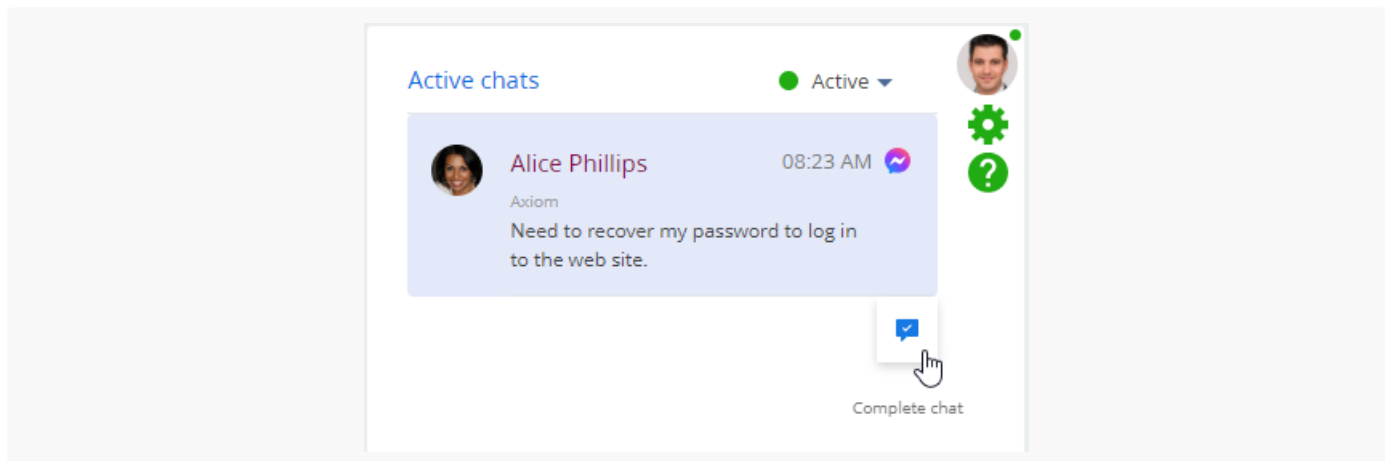 Active chats
Active
Alice Phillips
08:23 AM
Axiom
Need to recover my password to log in
to the web site.
Complete chat